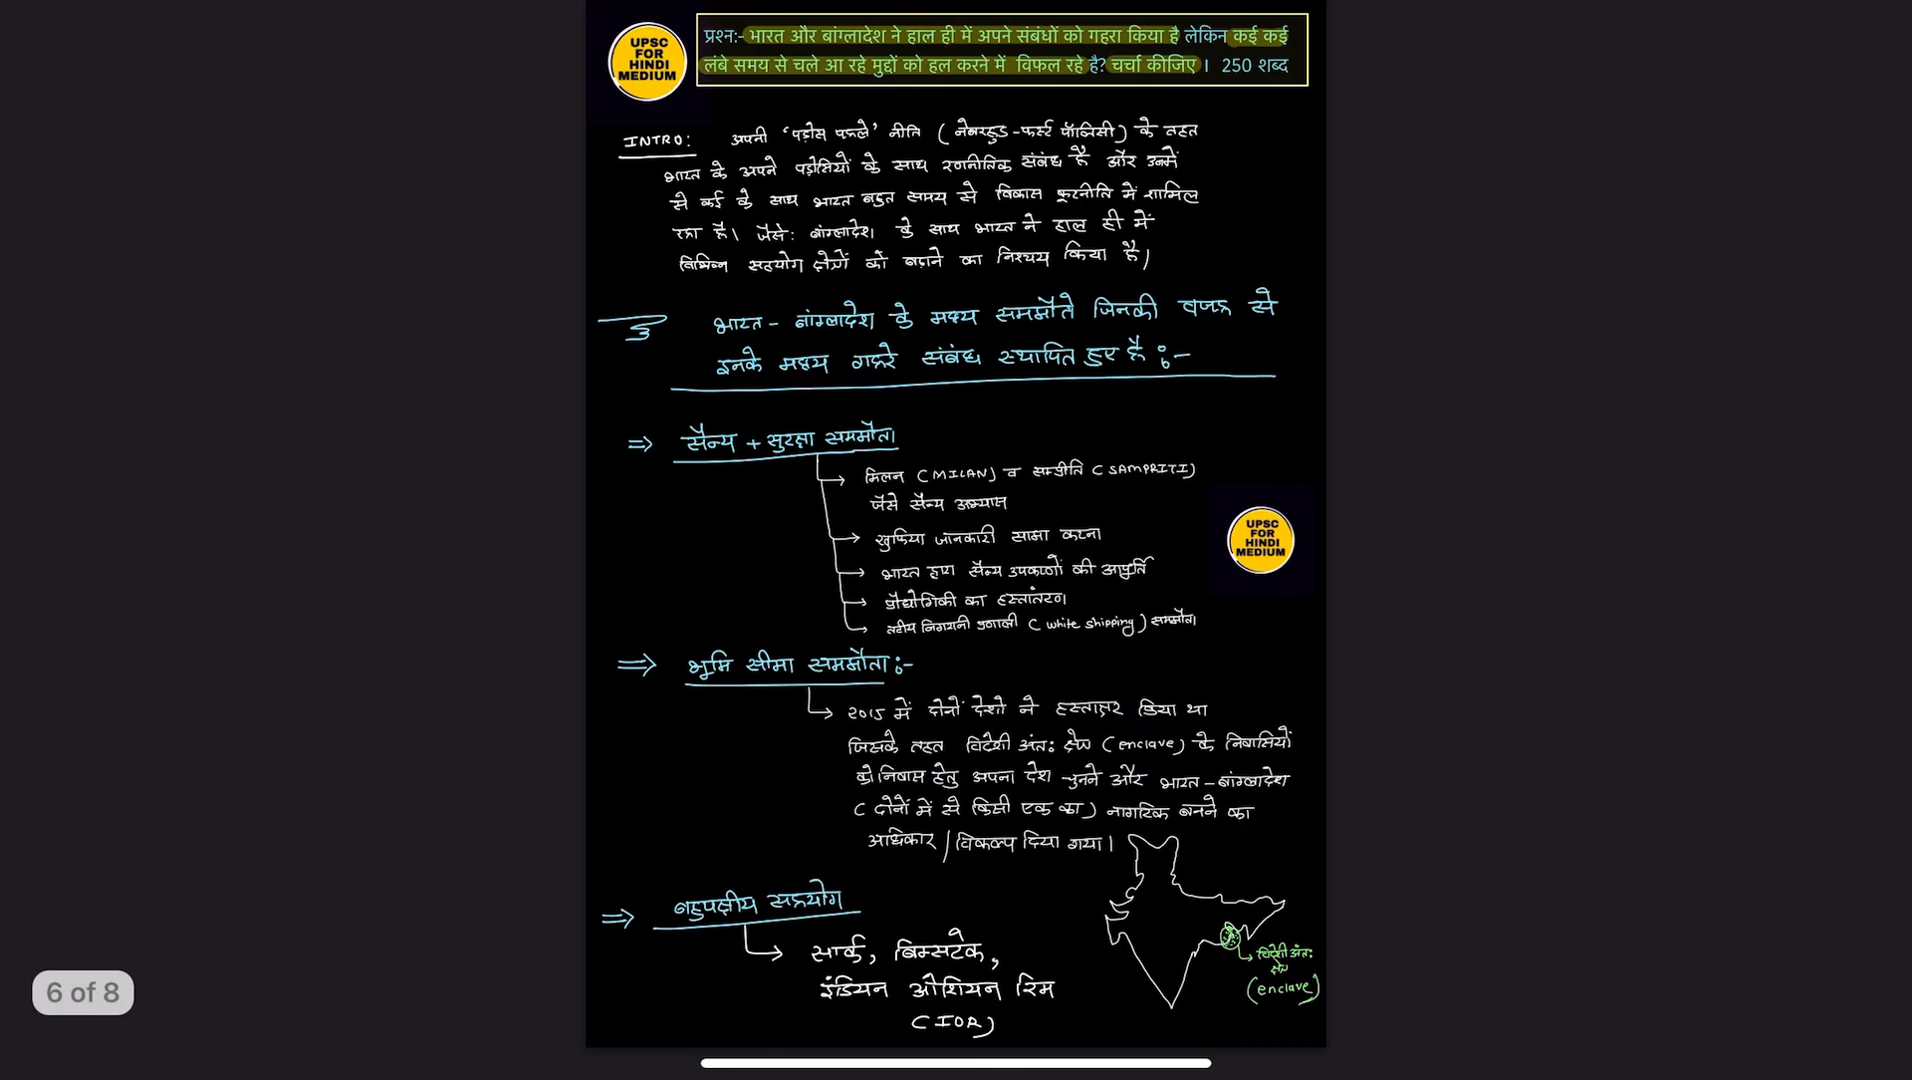 UPSC
FOR
HINDI
MEDIUM
प्रश्न:- भारत और बांग्लादेश ने हाल ही में अपने संबंधों को गहरा किया है लेकिन कई कई
लंबे समय से चले आ रहे मुद्दों को हल करने में विफल रहे है? चर्चा कीजिए । 250 शब्द
INTRO: अपनी 'पड़ोस पहले' नीति (नेबरहुड-फर्स्ट पॉलिसी) के तहत
भारत के अपने पड़ोसियों के साथ रणनीतिक संबंध है और उनमें
से कई के साथ भारत बहुत समय से विकास कूटनीति में शामिल
रहा है। जैसे: बांग्लादेश के साथ भारत ने हाल ही में
विभिन्न सहयोग क्षेत्रों को बढ़ाने का निश्चय किया है।
भारत - बांग्लादेश के मध्य समझौते जिनकी वजह से
इनके मध्य गहरे संबंध स्थापित हुए है :-
⇒ सैन्य + सुरक्षा समझौता
→ मिलन (MILAN) व सम्प्रीति (SAMPRITI)
जैसे सैन्य अभ्यास
→ खुफिया जानकारी साझा करना
→ भारत द्वारा सैन्य उपकरणों की आपूर्ति
→ प्रौद्योगिकी का हस्तांतरण
→ तटीय निगरानी प्रणाली (white shipping) समझौता
UPSC
FOR
HINDI
MEDIUM
⇒ भूमि सीमा समझौता :-
→ 2015 में दोनों देशो ने हस्ताक्षर किया था
जिसके तहत विदेशी अंत: क्षेत्र (enclave) के निवासियों
को निवास हेतु अपना देश चुनने और भारत - बांग्लादेश
(दोनों में से किसी एक का) नागरिक बनने का
अधिकार / विकल्प दिया गया।
⇒ बहुपक्षीय सहयोग
→ सार्क, बिम्सटेक,
इंडियन ओशियन रिम
(IOR)
→ विदेशी अंत:
क्षेत्र
(enclave)
6 of 8